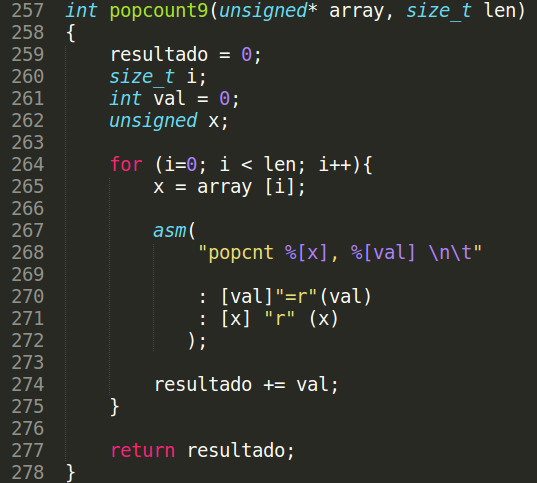 257 int popcount9(unsigned* array, size_t len)
258 {
259     resultado = 0;
260     size_t i;
261     int val = 0;
262     unsigned x;
263
264     for (i=0; i < len; i++){
265         x = array [i];
266
267         asm(
268             "popcnt %[x], %[val] \n\t"
269
270             : [val]"=r"(val)
271             : [x] "r" (x)
272            );
273
274         resultado += val;
275     }
276
277     return resultado;
278 }